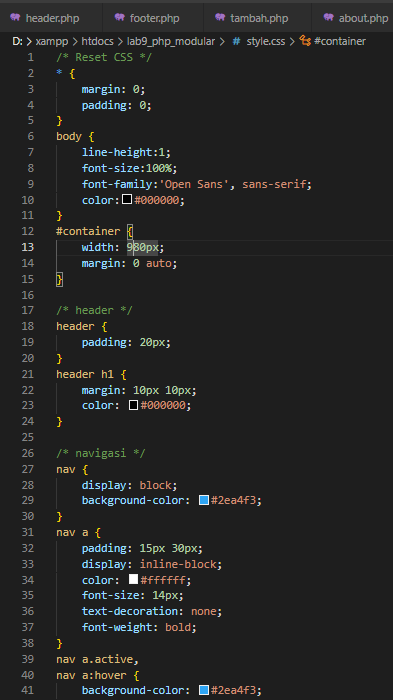 header.php footer.php tambah.php about.php
D: > xampp > htdocs > lab9_php_modular > # style.css > #container
1 /* Reset CSS */
2 * {
3 margin: 0;
4 padding: 0;
5 }
6 body {
7 line-height:1;
8 font-size:100%;
9 font-family:'Open Sans', sans-serif;
10 color:#000000;
11 }
12 #container {
13 width: 980px;
14 margin: 0 auto;
15 }
16
17 /* header */
18 header {
19 padding: 20px;
20 }
21 header h1 {
22 margin: 10px 10px;
23 color: #000000;
24 }
25
26 /* navigasi */
27 nav {
28 display: block;
29 background-color: #2ea4f3;
30 }
31 nav a {
32 padding: 15px 30px;
33 display: inline-block;
34 color: #ffffff;
35 font-size: 14px;
36 text-decoration: none;
37 font-weight: bold;
38 }
39 nav a.active,
40 nav a:hover {
41 background-color: #2ea4f3;